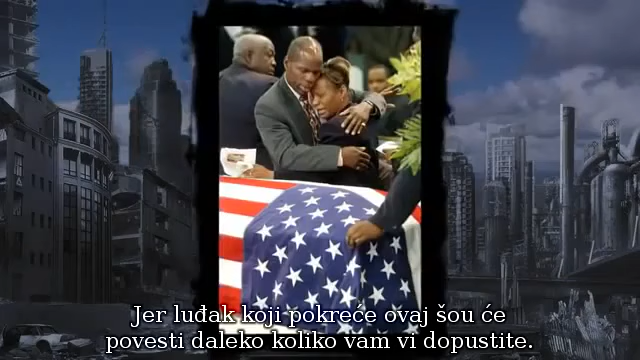 Jer luđak koji pokreće ovaj šou će
povesti daleko koliko vam vi dopustite.